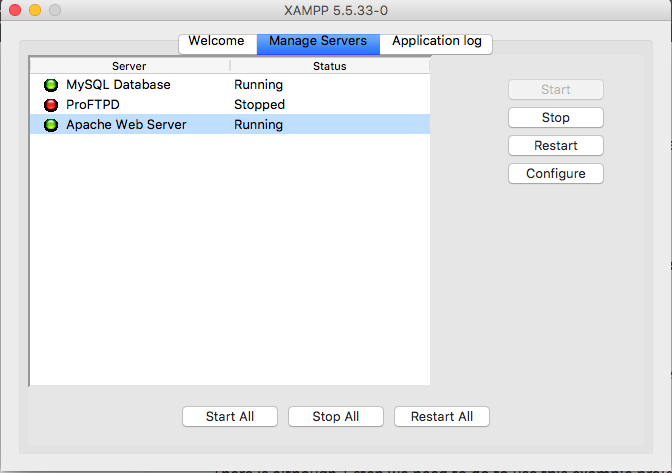 XAMPP 5.5.33-0
Welcome Manage Servers Application log
Server Status
MySQL Database Running
ProFTPD Stopped
Apache Web Server Running
Start
Stop
Restart
Configure
Start All Stop All Restart All